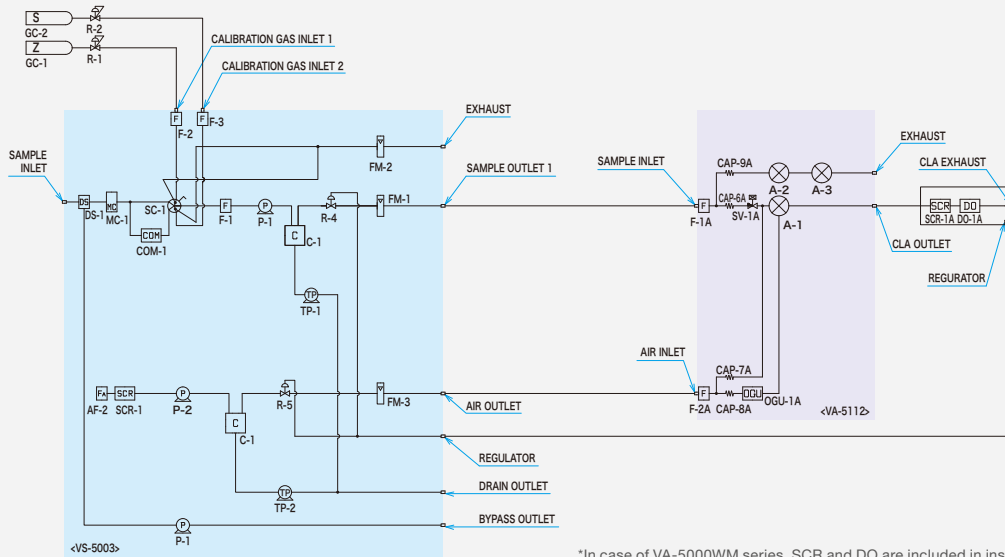 S
GC-2
R-2
Z
GC-1
R-1
CALIBRATION GAS INLET 1
CALIBRATION GAS INLET 2
F
F-2
F
F-3
EXHAUST
FM-2
SAMPLE INLET
SAMPLE OUTLET 1
FM-1
DS
DS-1
MC
MC-1
SC-1
F
F-1
P
P-1
R-4
COM
COM-1
C
C-1
TP
TP-1
SAMPLE INLET
F
F-1A
CAP-9A
A-2
A-3
EXHAUST
CAP-6A
SV-1A
A-1
CLA EXHAUST
SCR
SCR-1A
DO
DO-1A
CLA OUTLET
REGURATOR
AIR INLET
F
F-2A
CAP-7A
CAP-8A
OGU
OGU-1A
<VA-5112>
FA
AF-2
SCR
SCR-1
P
P-2
C
C-1
R-5
FM-3
AIR OUTLET
REGULATOR
TP
TP-2
DRAIN OUTLET
P
P-1
BYPASS OUTLET
<VS-5003>
*In case of VA-5000WM series, SCR and DO are included in